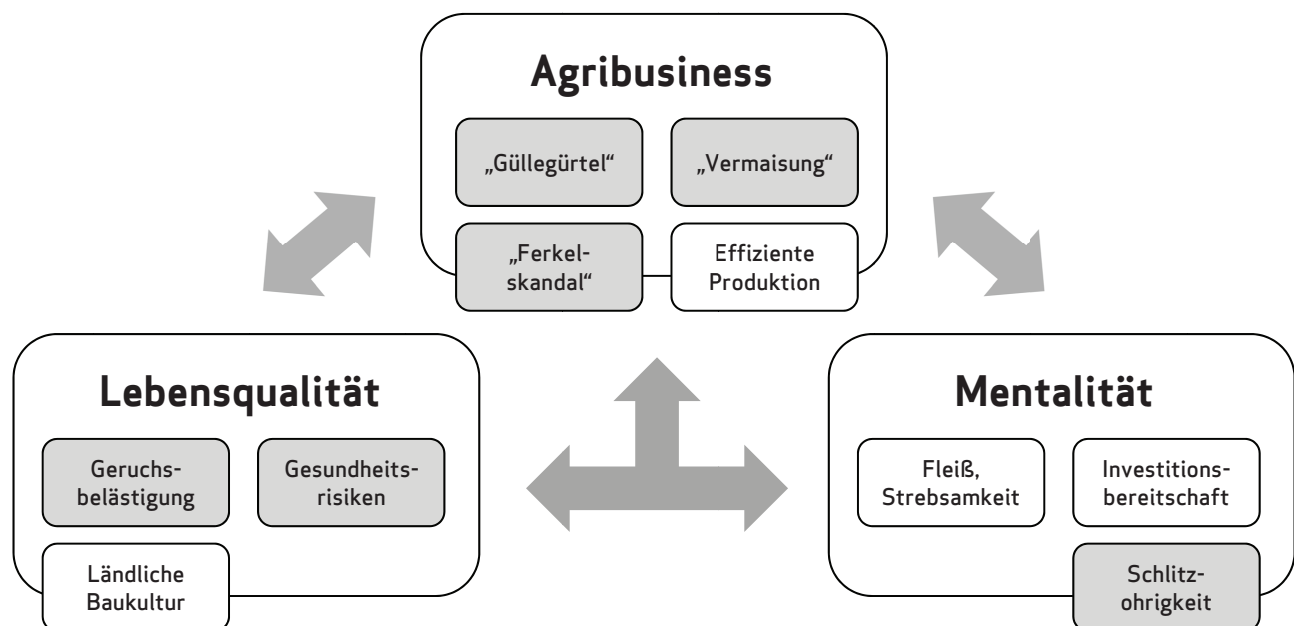 Agribusiness
„Güllegürtel“
„Vermaisung“
„Ferkel-
skandal“
Effiziente
Produktion
Lebensqualität
Geruchs-
belästigung
Gesundheits-
risiken
Ländliche
Baukultur
Mentalität
Fleiß,
Strebsamkeit
Investitions-
bereitschaft
Schlitz-
ohrigkeit